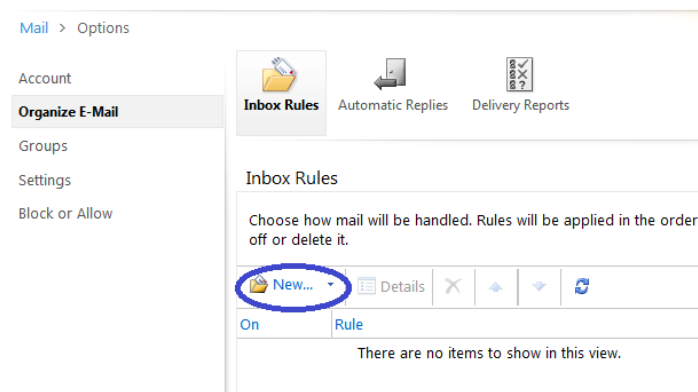 Mail > Options
Account
Organize E-Mail
Groups
Settings
Block or Allow
Inbox Rules
Automatic Replies
Delivery Reports
Inbox Rules
Choose how mail will be handled. Rules will be applied in the order
off or delete it.
New... Details
On Rule
There are no items to show in this view.